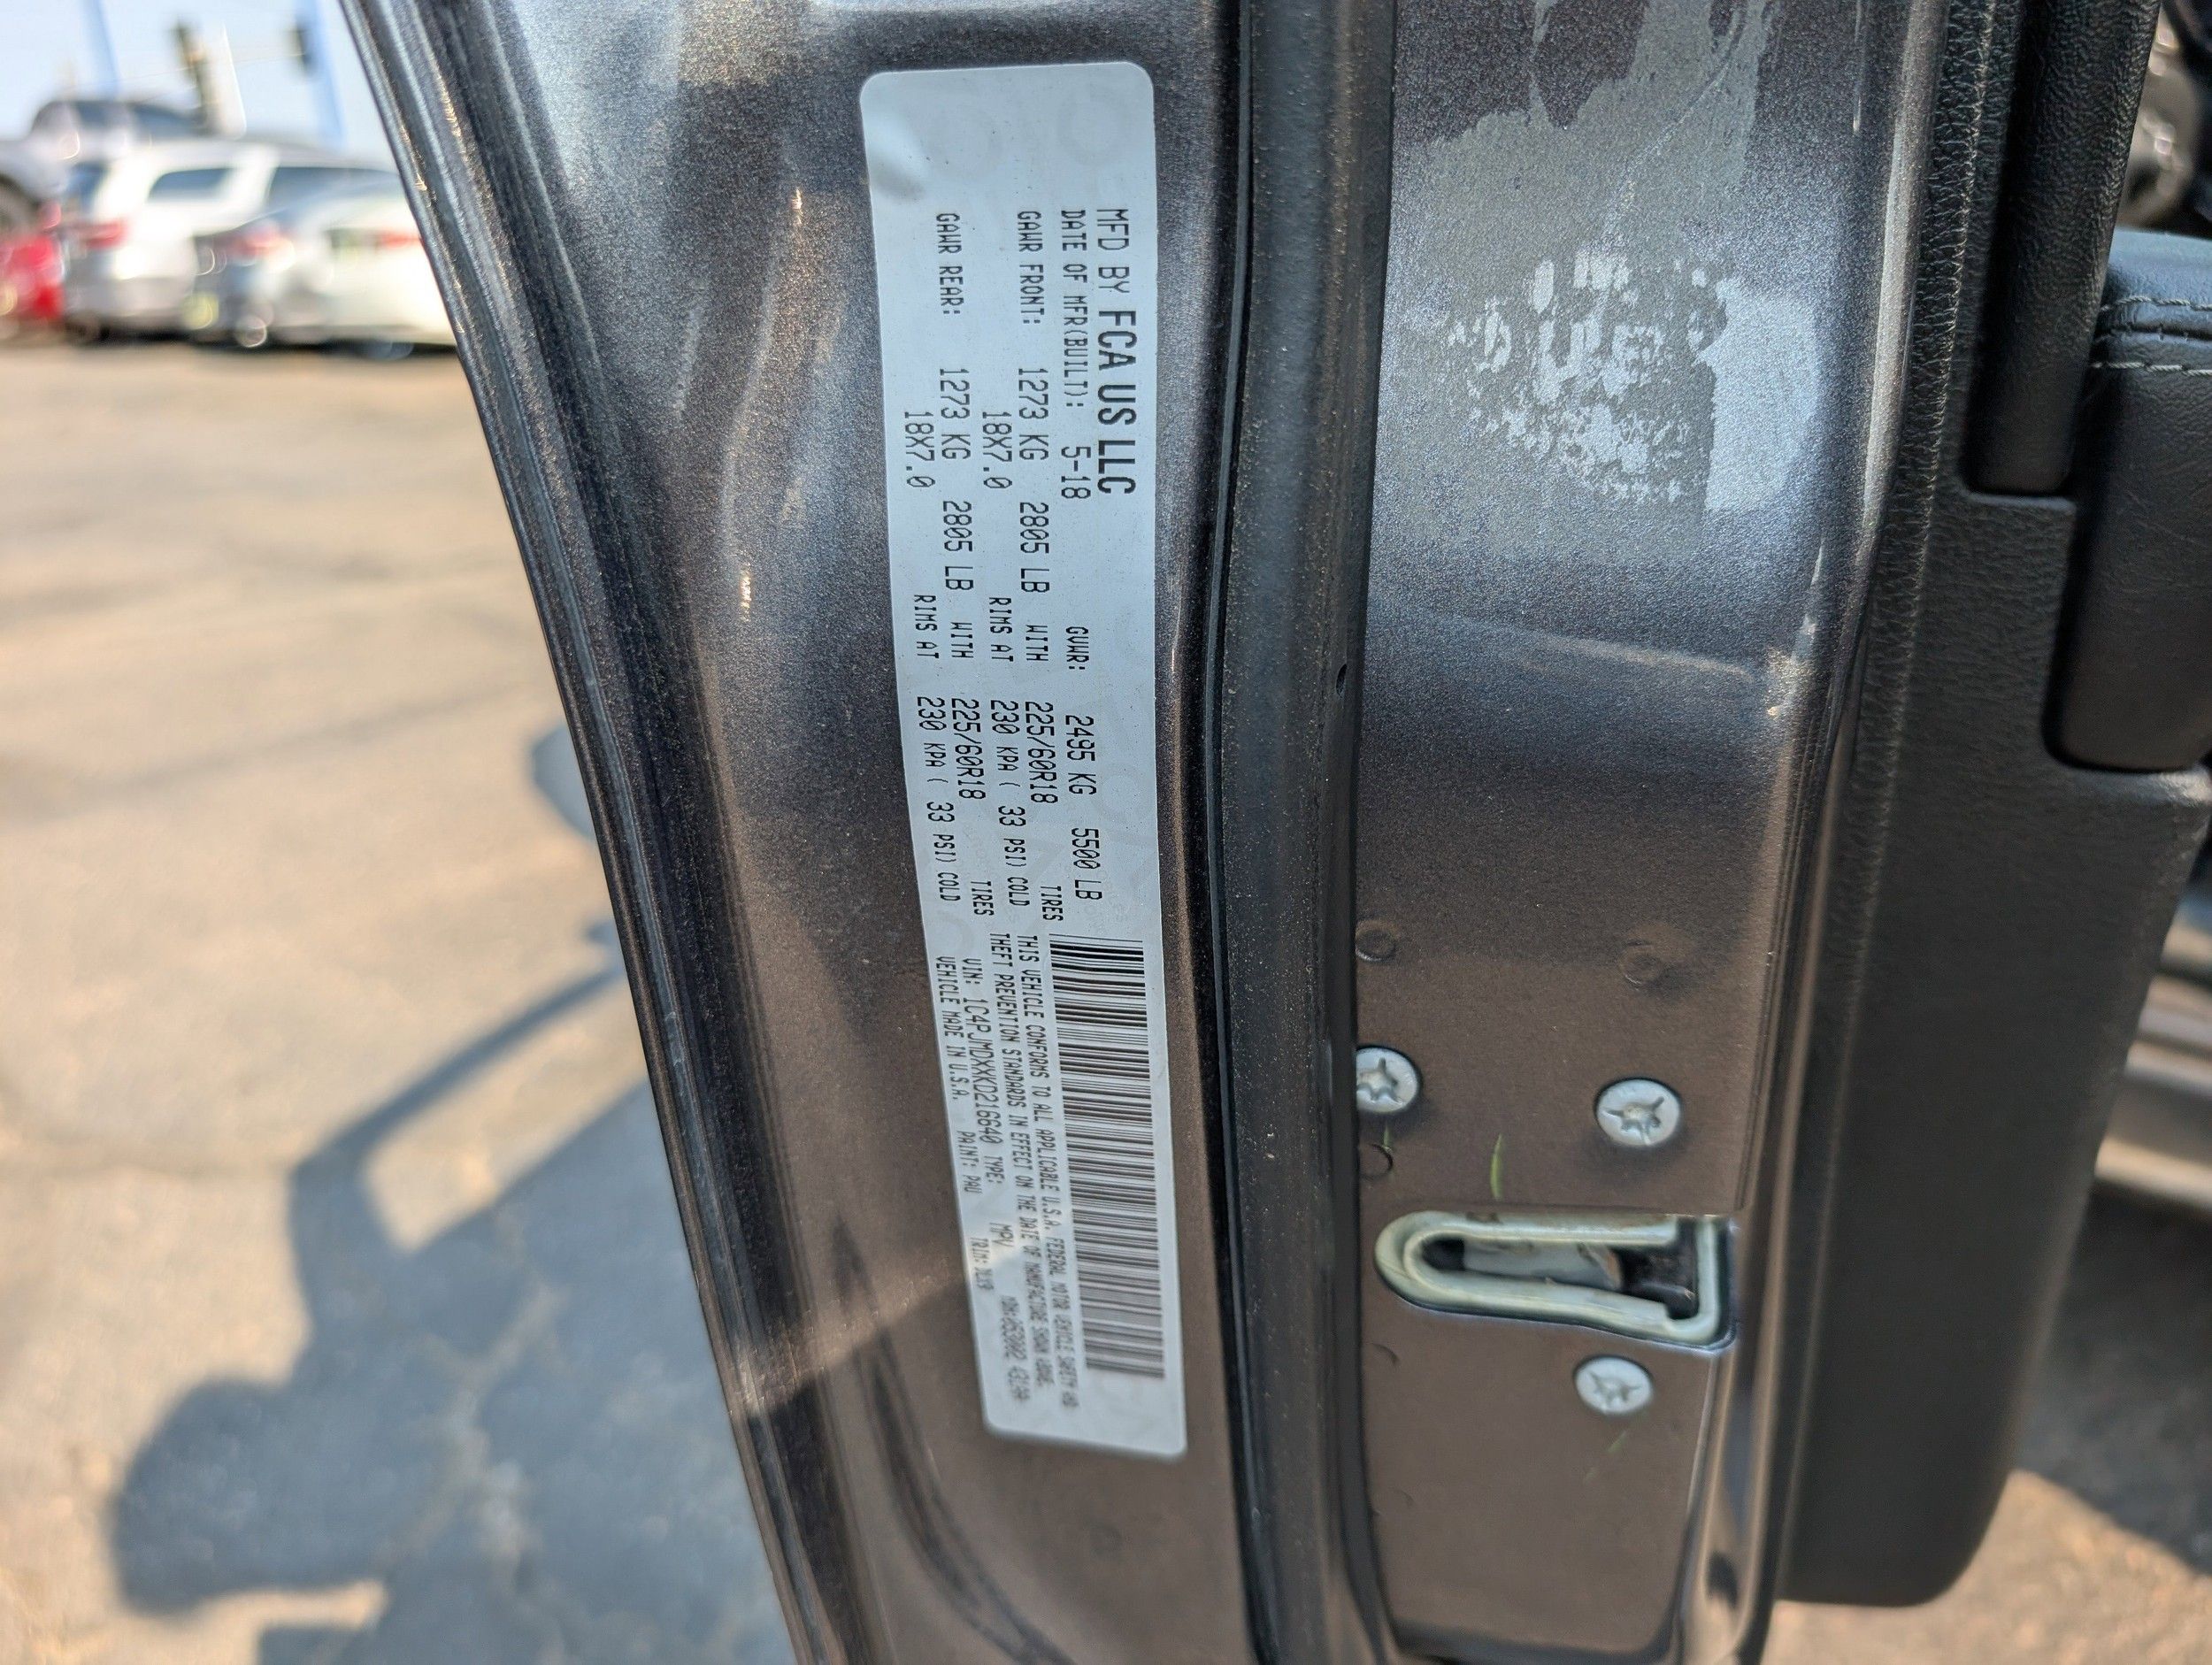 MFD BY FCA US LLC
DATE OF MFR(BUILT): 5-18 GVWR: 2495 KG 5500 LB
GAWR FRONT: 1273 KG 2805 LB WITH 225/60R18 TIRES
18X7.0 RIMS AT 230 KPA ( 33 PSI) COLD
GAWR REAR: 1273 KG 2805 LB WITH 225/60R18 TIRES
18X7.0 RIMS AT 230 KPA ( 33 PSI) COLD
THIS VEHICLE CONFORMS TO ALL APPLICABLE U.S.A. FEDERAL MOTOR VEHICLE SAFETY AND
THEFT PREVENTION STANDARDS IN EFFECT ON THE DATE OF MANUFACTURE SHOWN ABOVE.
VIN: 1C4PJMDXXKD216640 TYPE: MPV
VEHICLE MADE IN U.S.A. PAINT: PAU TRIM: